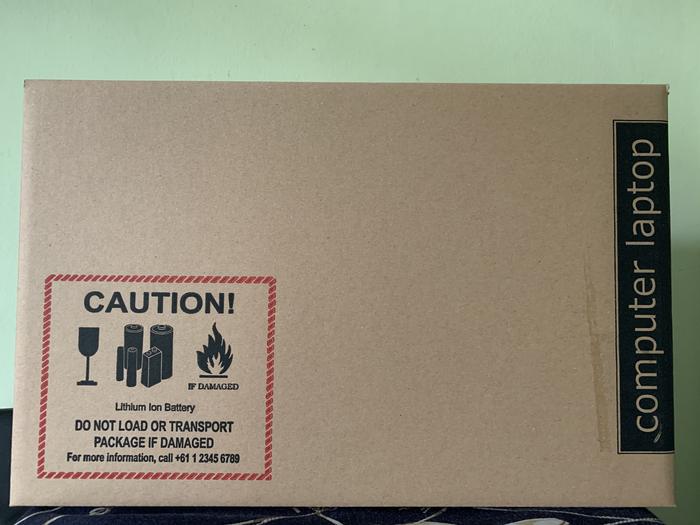 CAUTION!
IF DAMAGED
Lithium Ion Battery
DO NOT LOAD OR TRANSPORT
PACKAGE IF DAMAGED
For more information, call +61 1 2345 6789
computer laptop